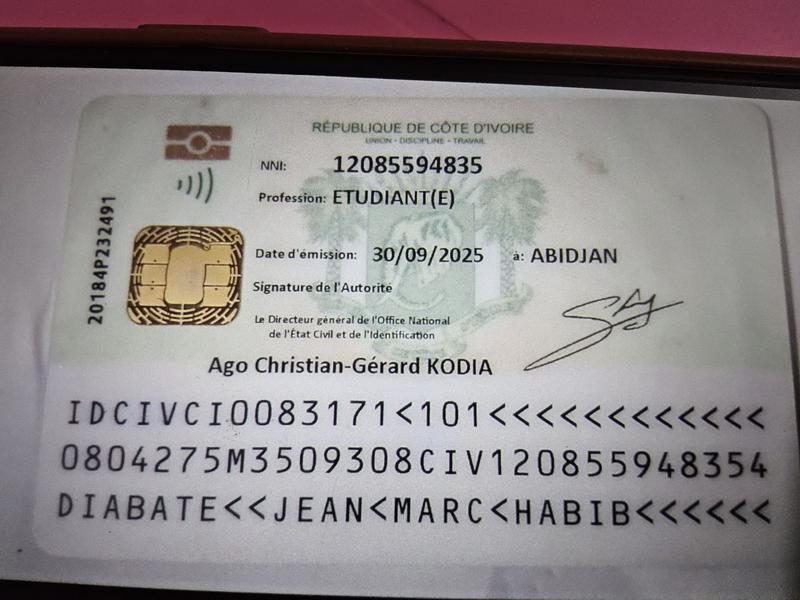 RÉPUBLIQUE DE CÔTE D'IVOIRE
UNION - DISCIPLINE - TRAVAIL
NNI: 12085594835
Profession: ETUDIANT(E)
20184P232491
Date d'émission: 30/09/2025 à: ABIDJAN
Signature de l'Autorité
Le Directeur général de l'Office National
de l'État Civil et de l'Identification
Ago Christian-Gérard KODIA
IDCIVCI0083171<101<<<<<<<<<<<<
0804275M3509308CIV120855948354
DIABATE<<JEAN<MARC<HABIB<<<<<<